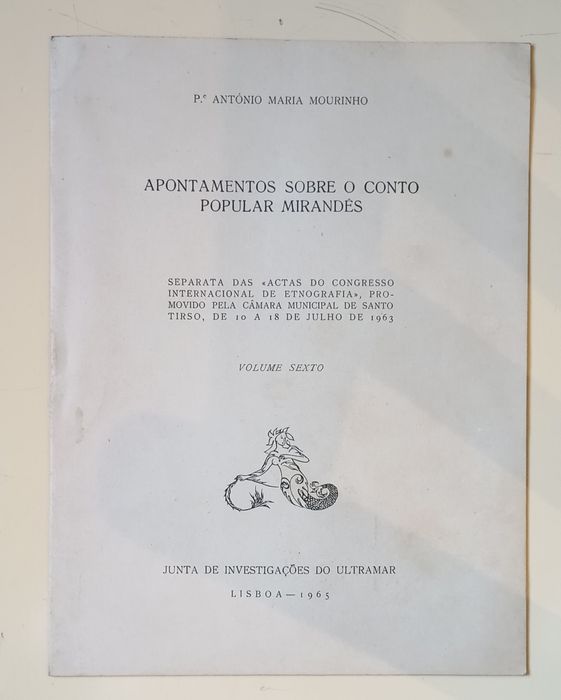 P.ᵉ ANTÓNIO MARIA MOURINHO
APONTAMENTOS SOBRE O CONTO
POPULAR MIRANDÊS
SEPARATA DAS «ACTAS DO CONGRESSO
INTERNACIONAL DE ETNOGRAFIA», PRO-
MOVIDO PELA CÂMARA MUNICIPAL DE SANTO
TIRSO, DE 10 A 18 DE JULHO DE 1963
VOLUME SEXTO
JUNTA DE INVESTIGAÇÕES DO ULTRAMAR
LISBOA — 1965